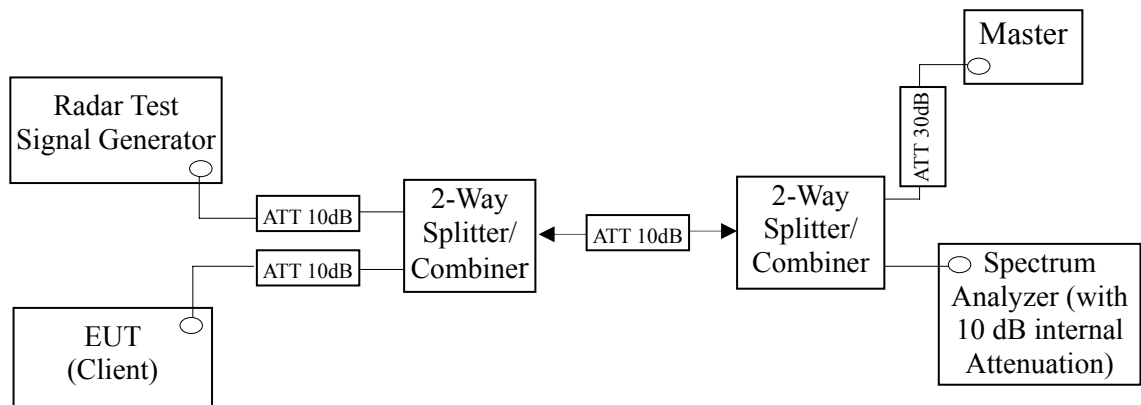 Radar Test
Signal Generator
ATT 10dB
ATT 10dB
EUT
(Client)
2-Way
Splitter/
Combiner
ATT 10dB
2-Way
Splitter/
Combiner
ATT 30dB
Master
Spectrum
Analyzer (with
10 dB internal
Attenuation)